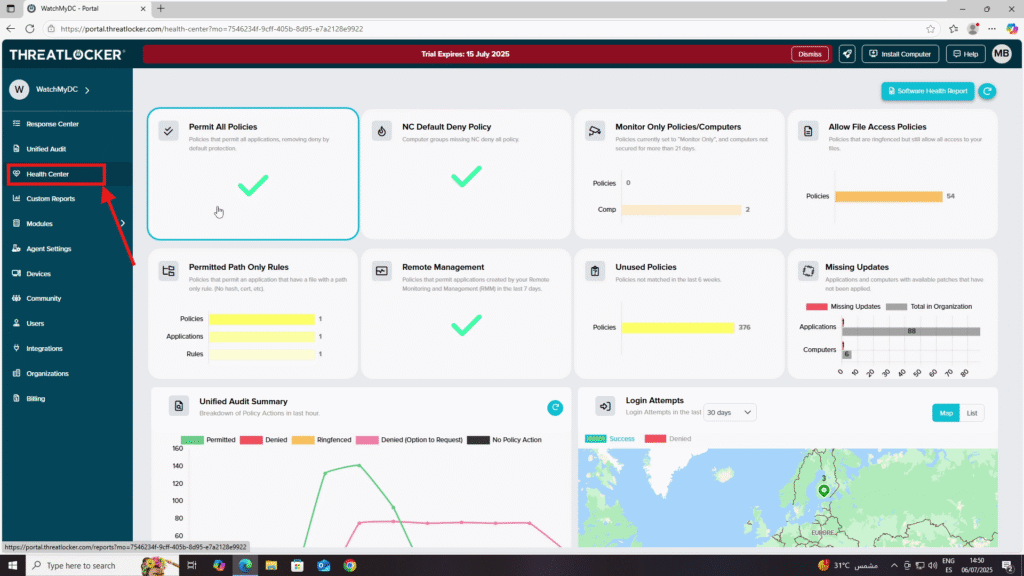 WatchMyDC - Portal
https://portal.threatlocker.com/health-center?mo=7546234f-9cff-405b-8d95-e7a2128e9922
THREATLOCKER
Trial Expires: 15 July 2025
Dismiss
Install Computer
Help
MB
W
WatchMyDC
Software Health Report
Response Center
Unified Audit
Health Center
Custom Reports
Modules
Agent Settings
Devices
Community
Users
Integrations
Organizations
Billing
Permit All Policies
Policies that permit all applications, removing deny by
default protection.
NC Default Deny Policy
Computer groups missing NC deny all policy.
Monitor Only Policies/Computers
Policies currently set to "Monitor Only", and computers not
secured for more than 21 days.
Policies 0
Comp 2
Allow File Access Policies
Policies that are ringfenced but still allow all access to your
files.
Policies 54
Permitted Path Only Rules
Policies that permit an application that have a file with a path
only rule. (No hash, cert, etc).
Policies 1
Applications 1
Rules 1
Remote Management
Policies that permit applications created by your Remote
Monitoring and Management (RMM) in the last 7 days.
Unused Policies
Policies not matched in the last 6 weeks.
Policies 376
Missing Updates
Applications and computers with available patches that have
not been applied.
Missing Updates Total in Organization
Applications 1 88
Computers 1 6
0 10 20 30 40 50 60 70 80
Unified Audit Summary
Breakdown of Policy Actions in last hour.
Permitted Denied Ringfenced Denied (Option to Request) No Policy Action
160
140
120
100
80
60
Login Attempts
Login Attempts in the last 30 days
Map List
Success Denied
3
EUROPE
https://portal.threatlocker.com/reports?mo=7546234f-9cff-405b-8d95-e7a2128e9922
Type here to search
31°C مشمس
ENG
ES
14:50
06/07/2025
2